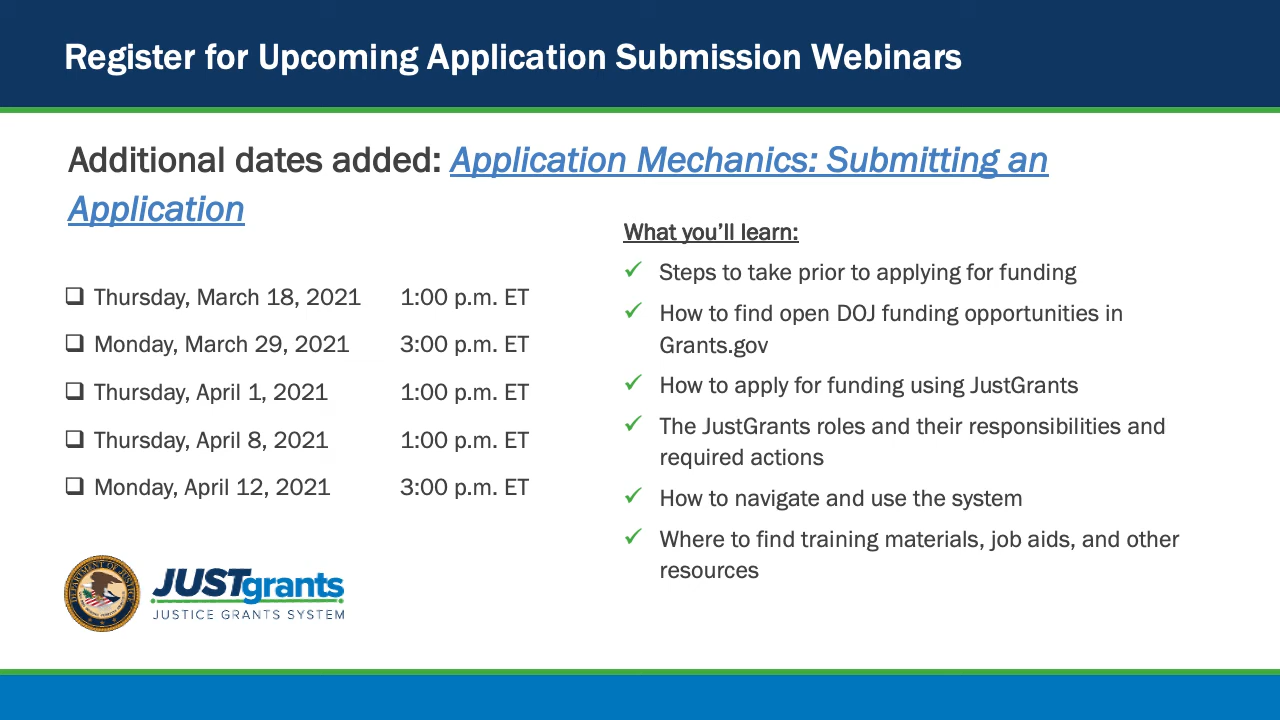 Register for Upcoming Application Submission Webinars
Additional dates added: Application Mechanics: Submitting an
Application
Thursday, March 18, 2021 1:00 p.m. ET
Monday, March 29, 2021 3:00 p.m. ET
Thursday, April 1, 2021 1:00 p.m. ET
Thursday, April 8, 2021 1:00 p.m. ET
Monday, April 12, 2021 3:00 p.m. ET
What you’ll learn:
Steps to take prior to applying for funding
How to find open DOJ funding opportunities in
Grants.gov
How to apply for funding using JustGrants
The JustGrants roles and their responsibilities and
required actions
How to navigate and use the system
Where to find training materials, job aids, and other
resources
DEPARTMENT OF JUSTICE
JUSTgrants
JUSTICE GRANTS SYSTEM